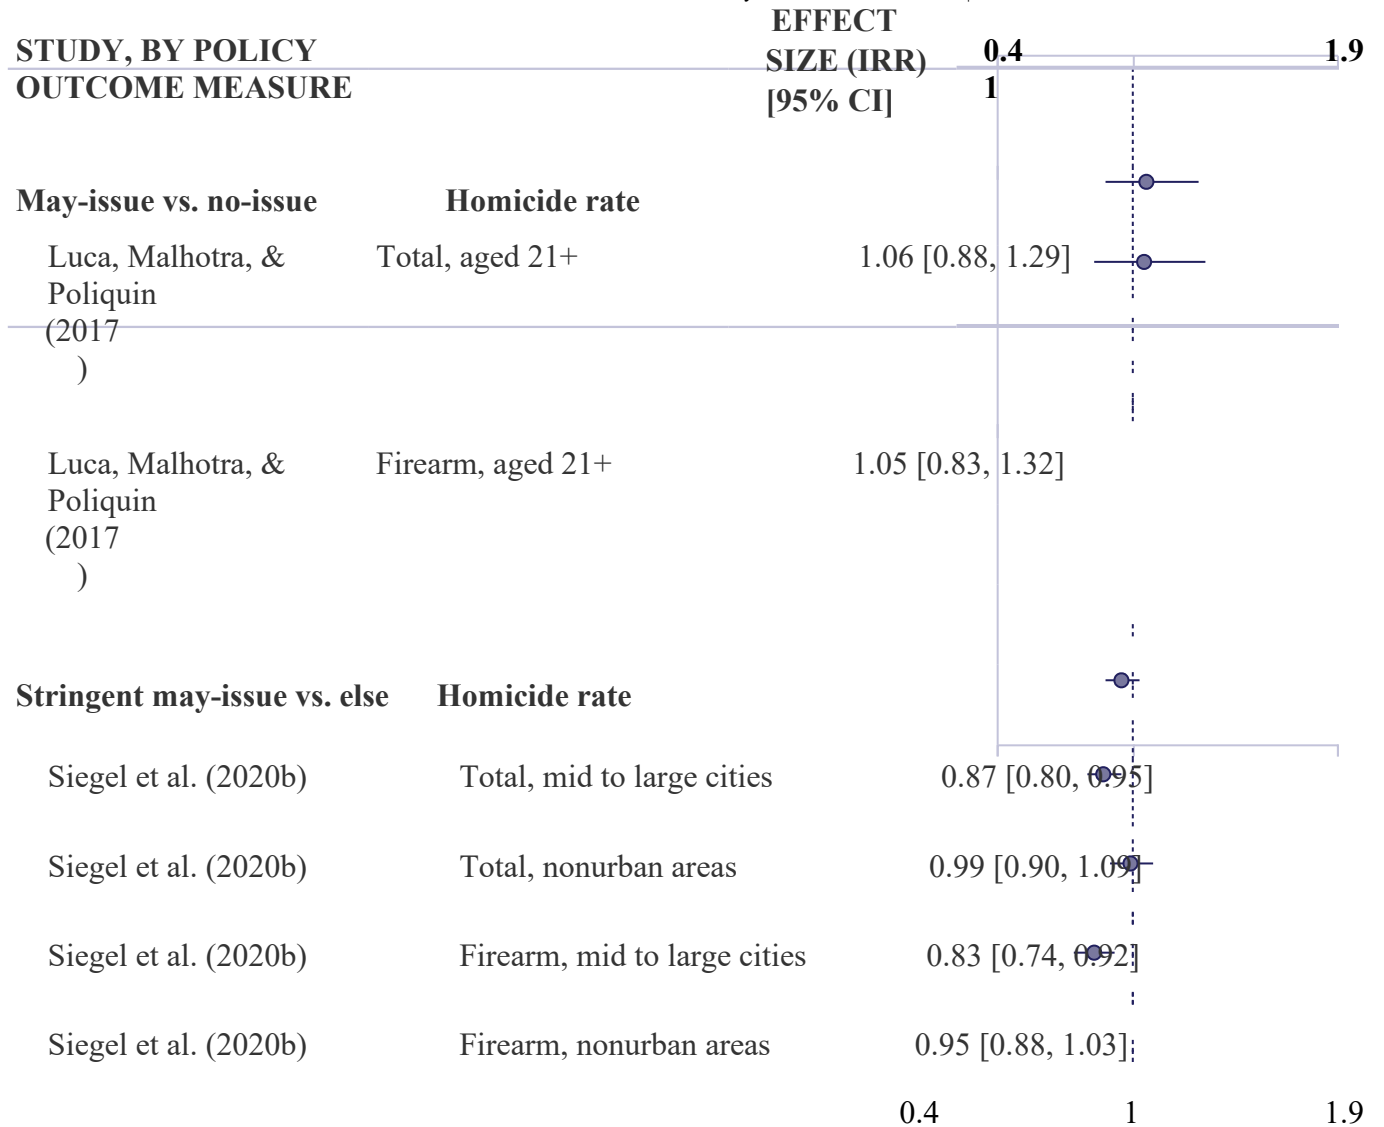 EFFECT
STUDY, BY POLICY SIZE (IRR) 0.4 1.9
OUTCOME MEASURE [95% CI] 1
May-issue vs. no-issue Homicide rate
Luca, Malhotra, & Total, aged 21+ 1.06 [0.88, 1.29]
Poliquin
(2017
)
Luca, Malhotra, & Firearm, aged 21+ 1.05 [0.83, 1.32]
Poliquin
(2017
)
Stringent may-issue vs. else Homicide rate
Siegel et al. (2020b) Total, mid to large cities 0.87 [0.80, 0.95]
Siegel et al. (2020b) Total, nonurban areas 0.99 [0.90, 1.09]
Siegel et al. (2020b) Firearm, mid to large cities 0.83 [0.74, 0.92]
Siegel et al. (2020b) Firearm, nonurban areas 0.95 [0.88, 1.03]
0.4 1 1.9